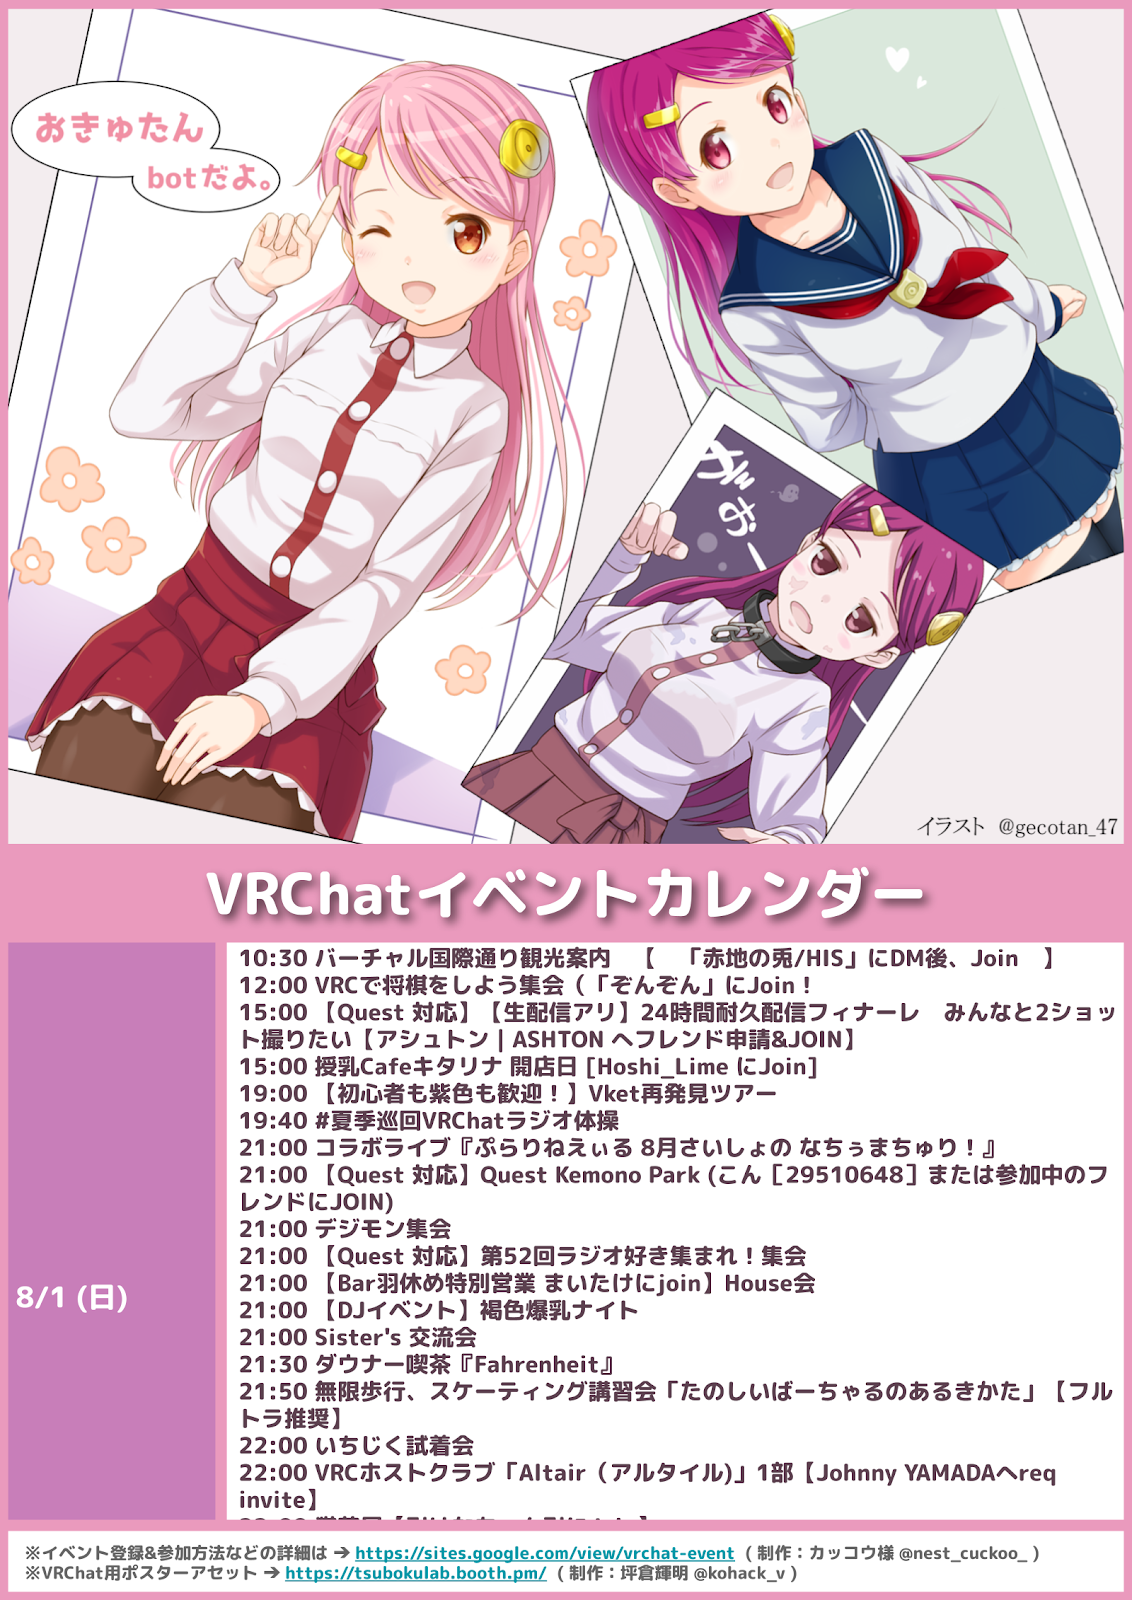 おきゅたん
botだよ。
がおー
イラスト @gecotan_47
VRChatイベントカレンダー
8/1 (日)
10:30 バーチャル国際通り観光案内 【 「赤地の兎/HIS」にDM後、Join 】
12:00 VRCで将棋をしよう集会（「ぞんぞん」にJoin！
15:00 【Quest 対応】【生配信アリ】24時間耐久配信フィナーレ みんなと2ショッ
ト撮りたい【アシュトン | ASHTON へフレンド申請&JOIN】
15:00 授乳Cafeキタリナ 開店日 [Hoshi_Lime にJoin]
19:00 【初心者も紫色も歓迎！】Vket再発見ツアー
19:40 #夏季巡回VRChatラジオ体操
21:00 コラボライブ『ぷらりねえぃる 8月さいしょの なちぅまちゅり！』
21:00 【Quest 対応】Quest Kemono Park (こん［29510648］または参加中のフ
レンドにJOIN)
21:00 デジモン集会
21:00 【Quest 対応】第52回ラジオ好き集まれ！集会
21:00 【Bar羽休め特別営業 まいたけにjoin】House会
21:00 【DJイベント】褐色爆乳ナイト
21:00 Sister's 交流会
21:30 ダウナー喫茶『Fahrenheit』
21:50 無限歩行、スケーティング講習会「たのしいばーちゃるのあるきかた」【フル
トラ推奨】
22:00 いちじく試着会
22:00 VRCホストクラブ「Altair（アルタイル)」1部【Johnny YAMADAへreq
invite】
※イベント登録&参加方法などの詳細は ➔ https://sites.google.com/view/vrchat-event （ 制作：カッコウ様 @nest_cuckoo_ ）
※VRChat用ポスターアセット ➔ https://tsubokulab.booth.pm/ （ 制作：坪倉輝明 @kohack_v ）